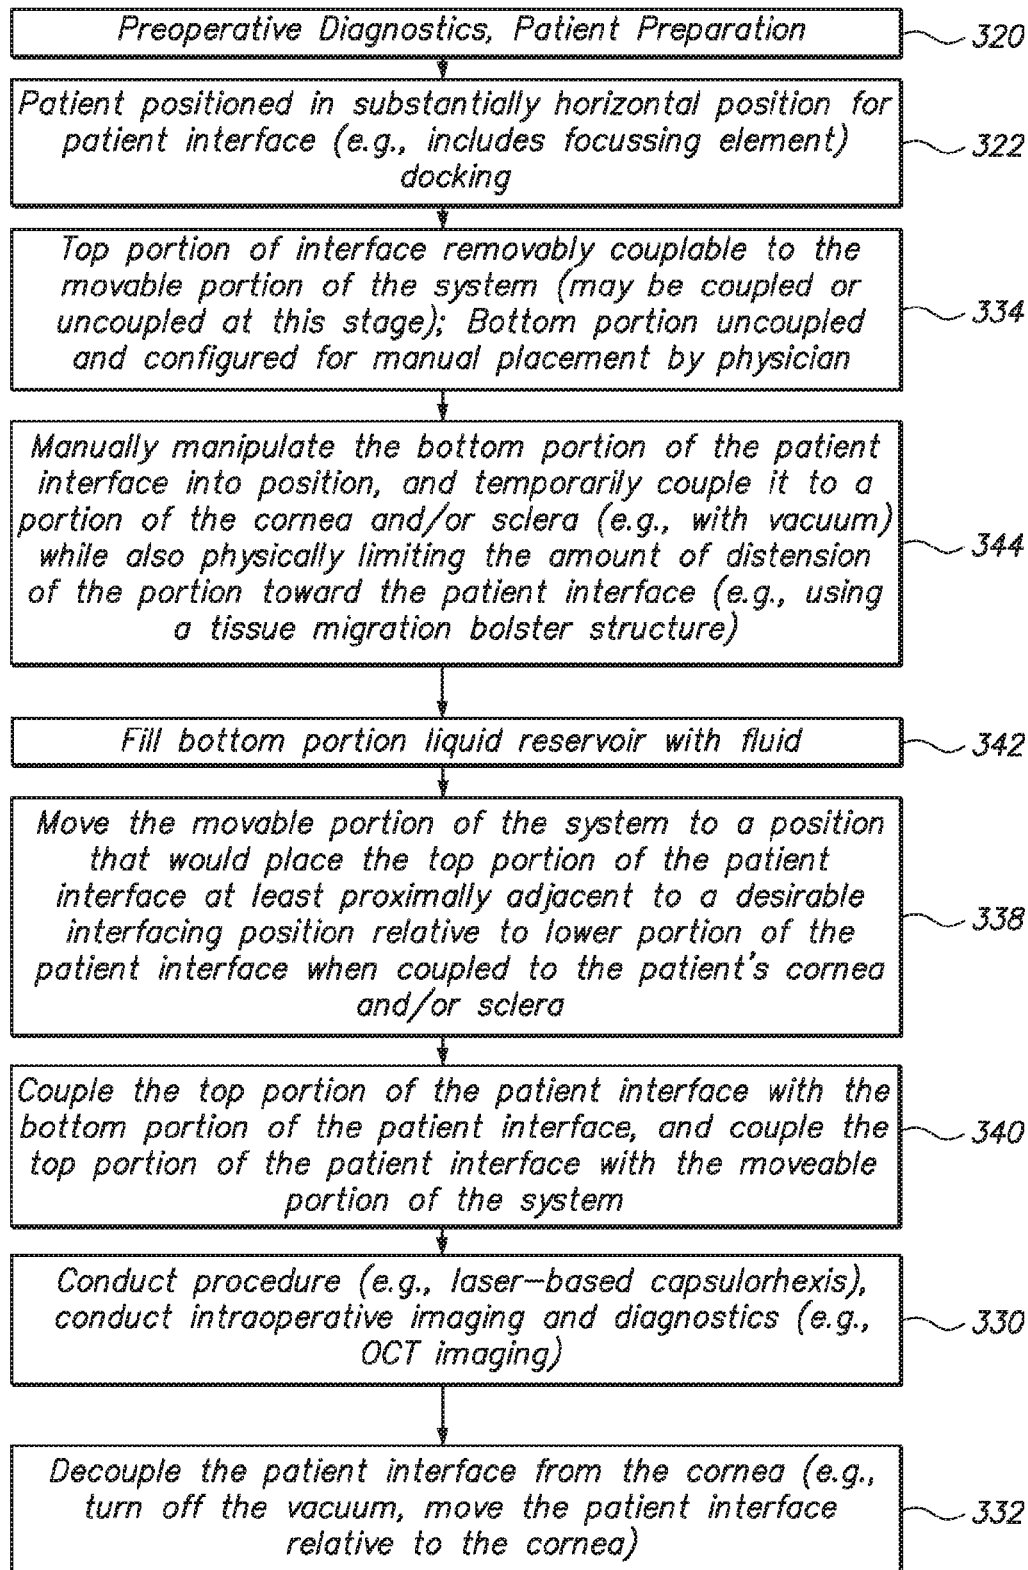 Preoperative Diagnostics, Patient Preparation
320
Patient positioned in substantially horizontal position for
patient interface (e.g., includes focussing element)
docking
322
Top portion of interface removably couplable to the
movable portion of the system (may be coupled or
uncoupled at this stage); Bottom portion uncoupled
and configured for manual placement by physician
334
Manually manipulate the bottom portion of the patient
interface into position, and temporarily couple it to a
portion of the cornea and/or sclera (e.g., with vacuum)
while also physically limiting the amount of distension
of the portion toward the patient interface (e.g., using
a tissue migration bolster structure)
344
Fill bottom portion liquid reservoir with fluid
342
Move the movable portion of the system to a position
that would place the top portion of the patient
interface at least proximally adjacent to a desirable
interfacing position relative to lower portion of the
patient interface when coupled to the patient's cornea
and/or sclera
338
Couple the top portion of the patient interface with the
bottom portion of the patient interface, and couple the
top portion of the patient interface with the moveable
portion of the system
340
Conduct procedure (e.g., laser-based capsulorhexis),
conduct intraoperative imaging and diagnostics (e.g.,
OCT imaging)
330
Decouple the patient interface from the cornea (e.g.,
turn off the vacuum, move the patient interface
relative to the cornea)
332